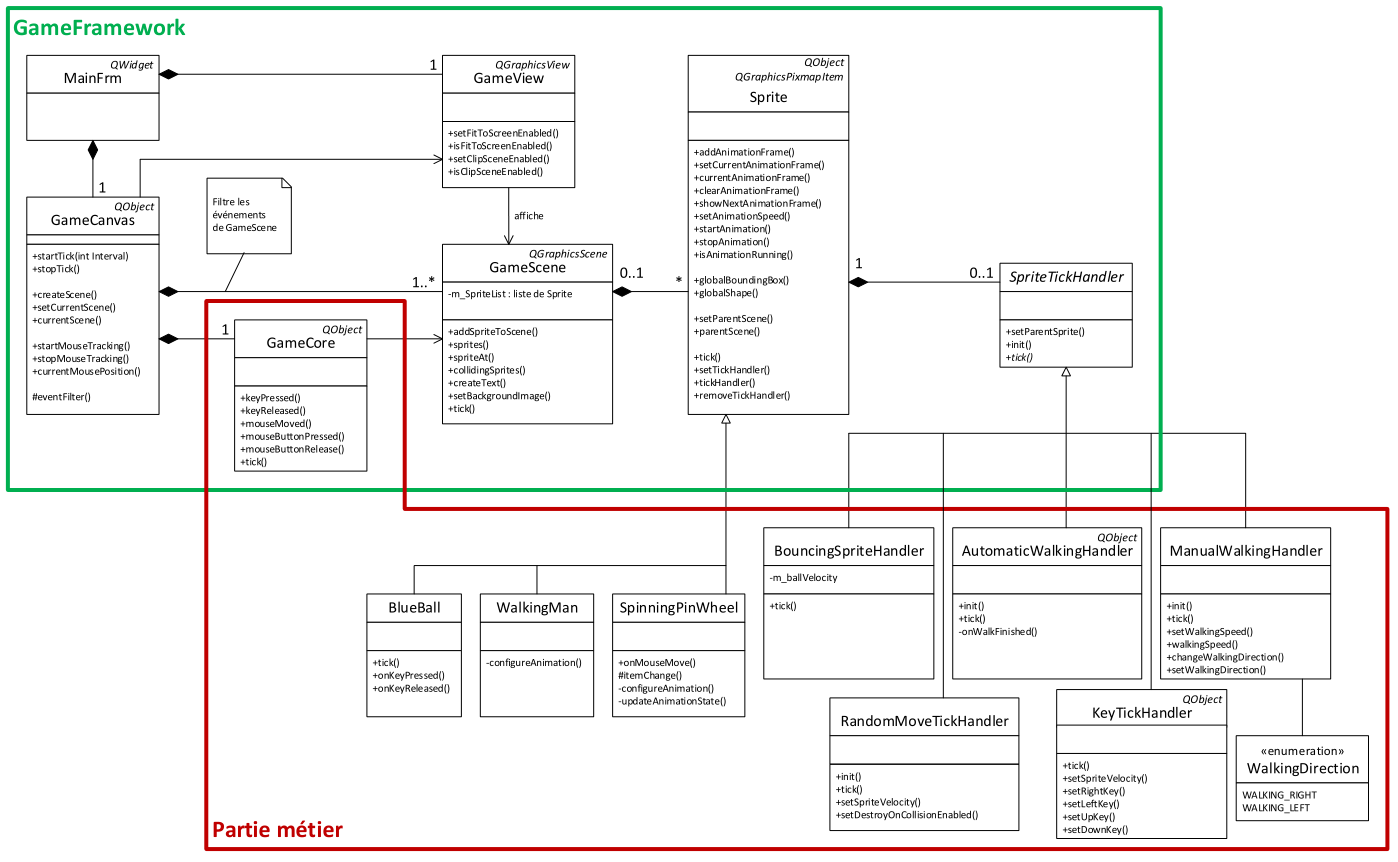 GameFramework
QWidget
MainFrm
1
1
QGraphicsView
GameView
+setFitToScreenEnabled()
+isFitToScreenEnabled()
+setClipSceneEnabled()
+isClipSceneEnabled()
affiche
QObject
QGraphicsPixmapItem
Sprite
+addAnimationFrame()
+setCurrentAnimationFrame()
+currentAnimationFrame()
+clearAnimationFrame()
+showNextAnimationFrame()
+setAnimationSpeed()
+startAnimation()
+stopAnimation()
+isAnimationRunning()
+globalBoundingBox()
+globalShape()
+setParentScene()
+parentScene()
+tick()
+setTickHandler()
+tickHandler()
+removeTickHandler()
QObject
GameCanvas
+startTick(int Interval)
+stopTick()
+createScene()
+setCurrentScene()
+currentScene()
+startMouseTracking()
+stopMouseTracking()
+currentMousePosition()
#eventFilter()
Filtre les
événements
de GameScene
1..*
1
QObject
GameCore
+keyPressed()
+keyReleased()
+mouseMoved()
+mouseButtonPressed()
+mouseButtonRelease()
+tick()
QGraphicsScene
GameScene
-m_SpriteList : liste de Sprite
+addSpriteToScene()
+sprites()
+spriteAt()
+collidingSprites()
+createText()
+setBackgroundImage()
+tick()
0..1
*
1
0..1
SpriteTickHandler
+setParentSprite()
+init()
+tick()
BlueBall
+tick()
+onKeyPressed()
+onKeyReleased()
WalkingMan
-configureAnimation()
SpinningPinWheel
+onMouseMove()
#itemChange()
-configureAnimation()
-updateAnimationState()
BouncingSpriteHandler
-m_ballVelocity
+tick()
QObject
AutomaticWalkingHandler
+init()
+tick()
-onWalkFinished()
ManualWalkingHandler
+init()
+tick()
+setWalkingSpeed()
+walkingSpeed()
+changeWalkingDirection()
+setWalkingDirection()
RandomMoveTickHandler
+init()
+tick()
+setSpriteVelocity()
+setDestroyOnCollisionEnabled()
QObject
KeyTickHandler
+tick()
+setSpriteVelocity()
+setRightKey()
+setLeftKey()
+setUpKey()
+setDownKey()
«enumeration»
WalkingDirection
WALKING_RIGHT
WALKING_LEFT
Partie métier